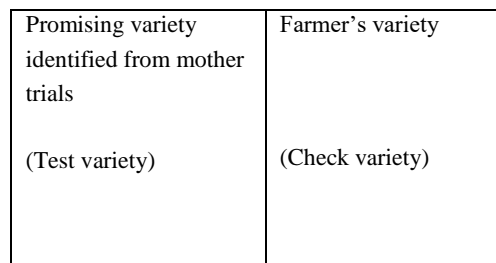 Promising variety
identified from mother
trials
(Test variety)
Farmer’s variety
(Check variety)